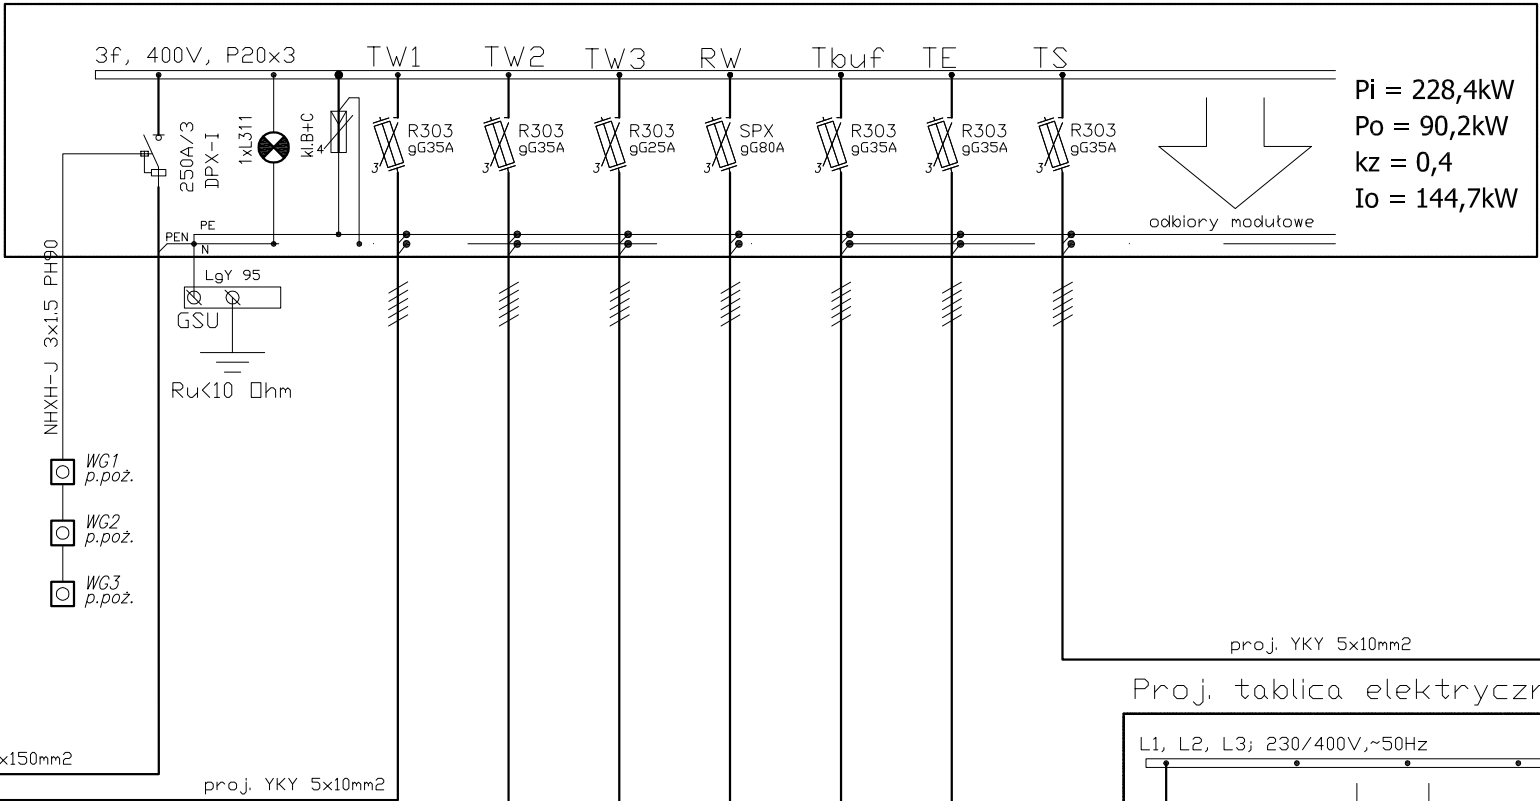 3f, 400V, P20x3
TW1
TW2
TW3
RW
Tbuf
TE
TS
Pi = 228,4kW
Po = 90,2kW
kz = 0,4
Io = 144,7kW
250A/3
DPX-I
1xL311
kl.B+C
4
R303
gG35A
3
R303
gG35A
3
R303
gG25A
3
SPX
gG80A
3
R303
gG35A
3
R303
gG35A
3
R303
gG35A
3
odbiory modułowe
PEN
PE
N
LgY 95
GSU
Ru<10 Ohm
NHXH-J 3x1.5 PH90
WG1
p.poż.
WG2
p.poż.
WG3
p.poż.
proj. YKY 5x10mm2
Proj. tablica elektryczn
L1, L2, L3; 230/400V,~50Hz
x150mm2
proj. YKY 5x10mm2